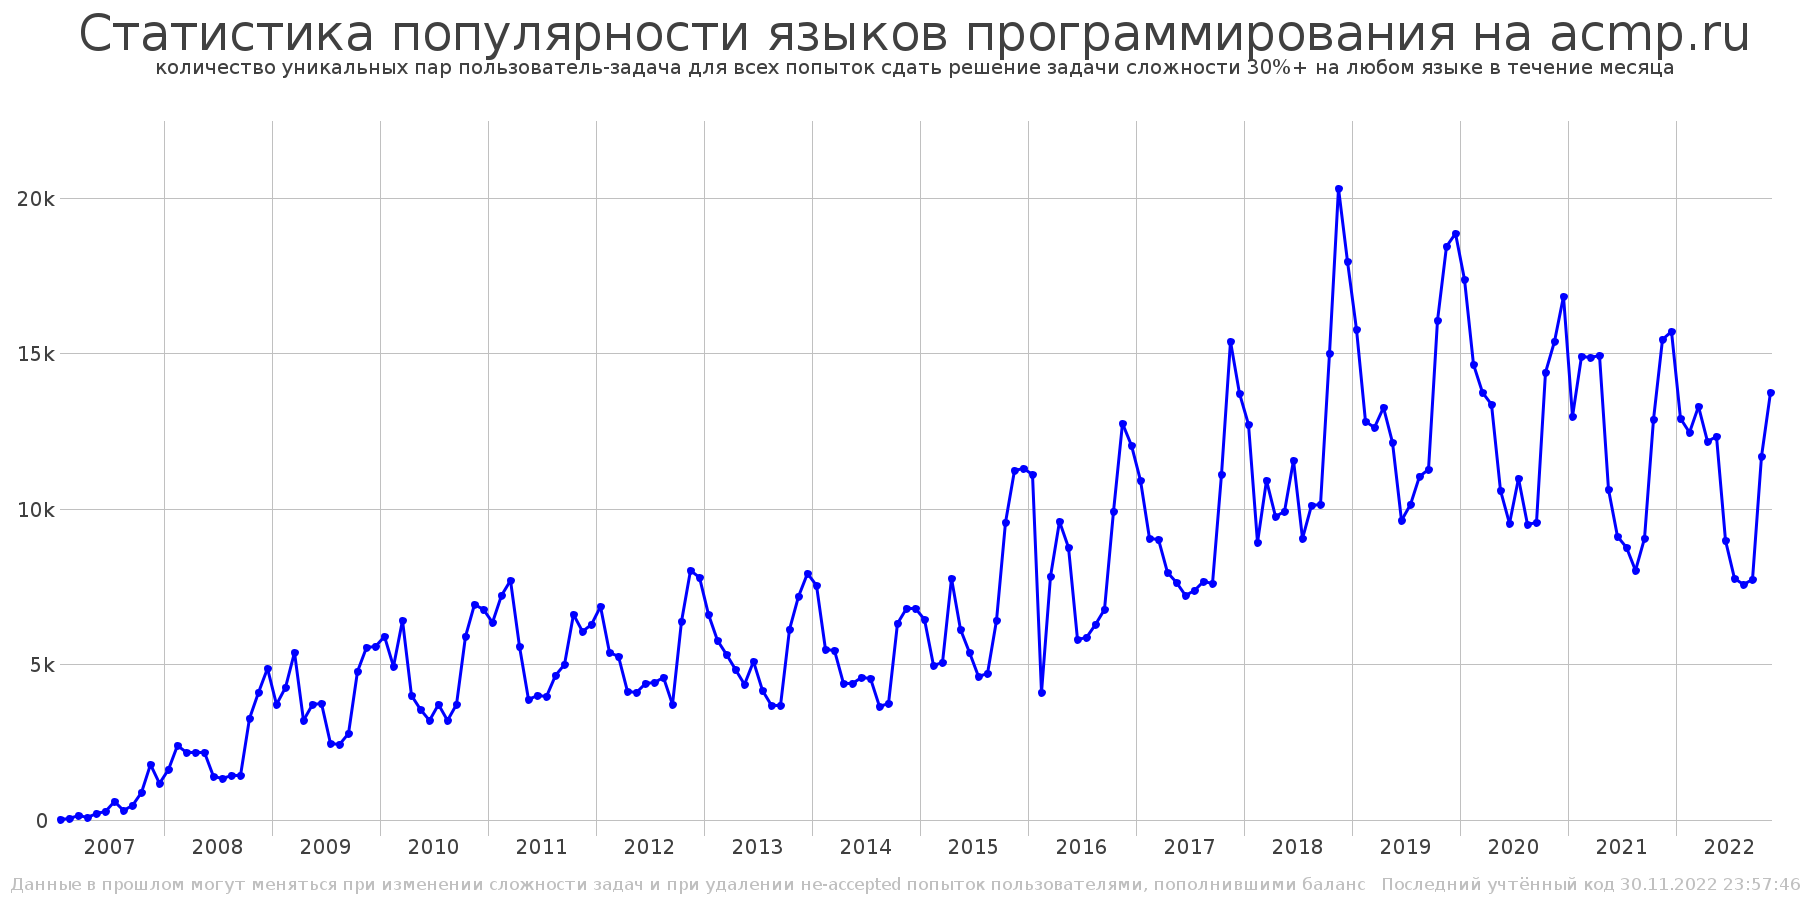 Статистика популярности языков программирования на acmp.ru
количество уникальных пар пользователь-задача для всех попыток сдать решение задачи сложности 30%+ на любом языке в течение месяца
20k
15k
10k
5k
0
2007 2008 2009 2010 2011 2012 2013 2014 2015 2016 2017 2018 2019 2020 2021 2022
Данные в прошлом могут меняться при изменении сложности задач и при удалении не-accepted попыток пользователями, пополнившими баланс Последний учтённый код 30.11.2022 23:57:46